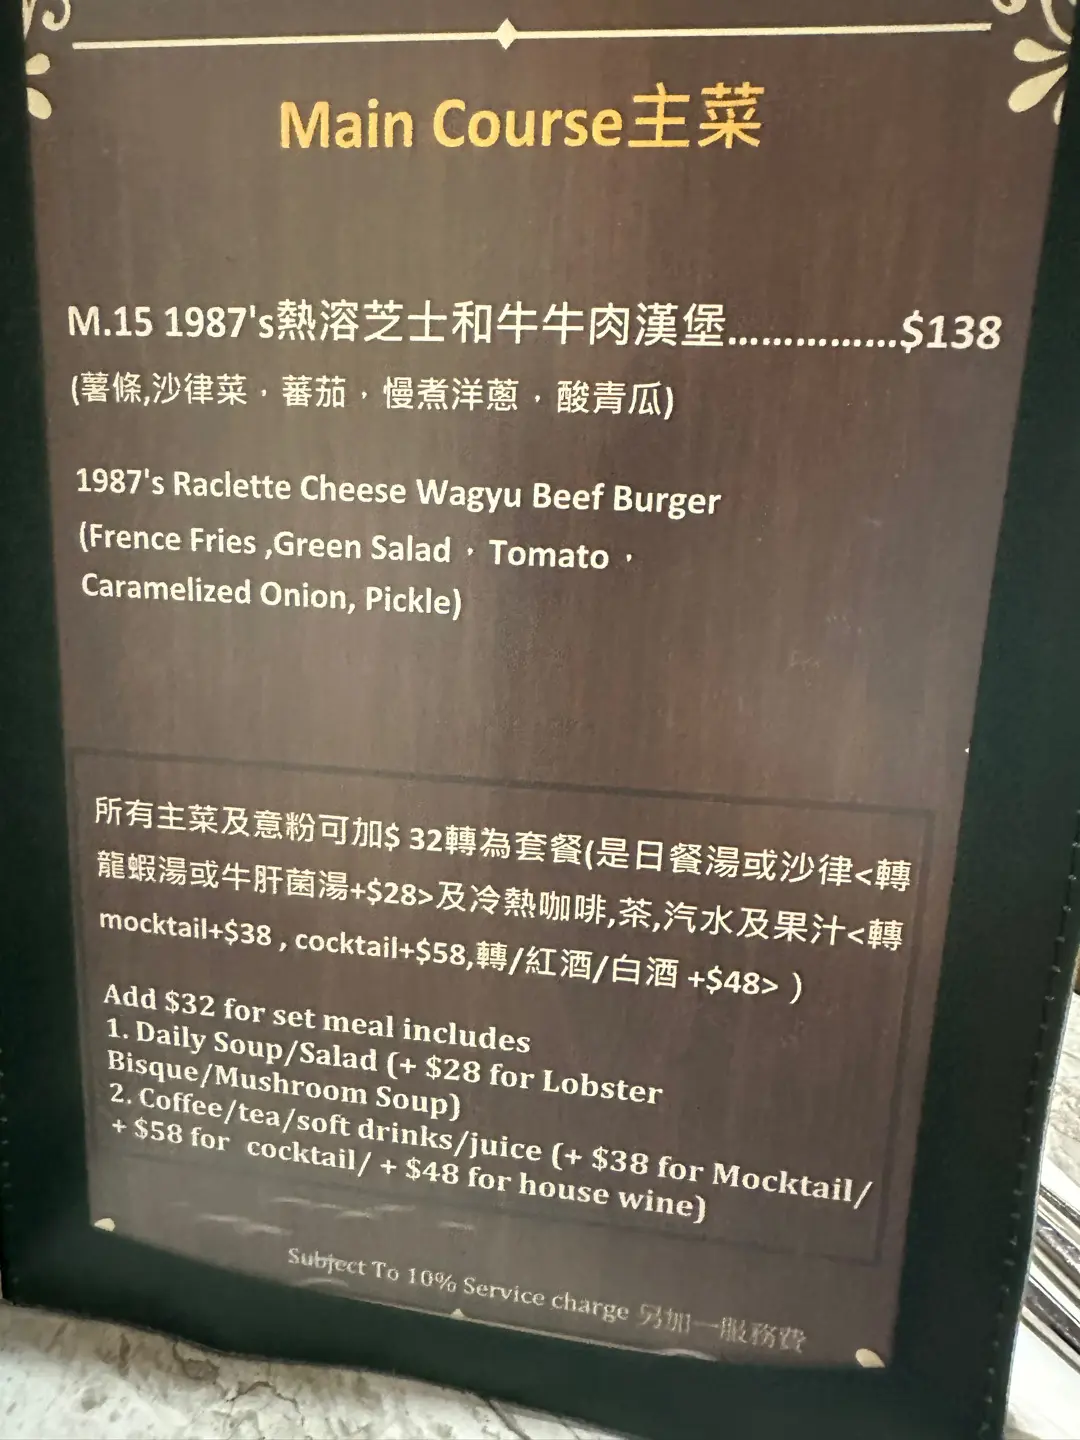 Main Course主菜
M.15 1987's熱溶芝士和牛牛肉漢堡...............$138
(薯條,沙律菜，蕃茄，慢煮洋蔥，酸青瓜)
1987's Raclette Cheese Wagyu Beef Burger
(Frence Fries ,Green Salad，Tomato，
Caramelized Onion, Pickle)
所有主菜及意粉可加$ 32轉為套餐(是日餐湯或沙律<轉
龍蝦湯或牛肝菌湯+$28>及冷熱咖啡,茶,汽水及果汁<轉
mocktail+$38 , cocktail+$58,轉/紅酒/白酒 +$48> )
Add $32 for set meal includes
1. Daily Soup/Salad (+ $28 for Lobster
Bisque/Mushroom Soup)
2. Coffee/tea/soft drinks/juice (+ $38 for Mocktail/
+ $58 for cocktail/ + $48 for house wine)
Subject To 10% Service charge 另加一服務費